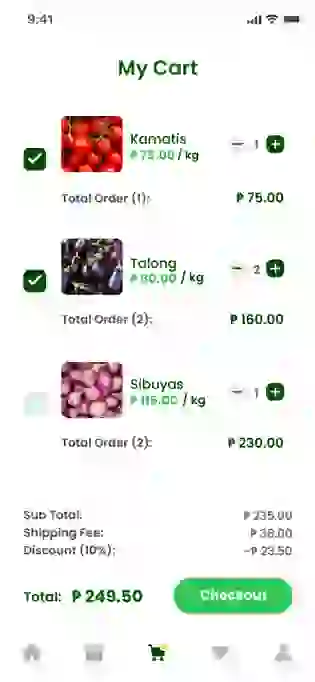 9:41
My Cart
Kamatis
₱ 75.00 / kg
1
Total Order (1):
₱ 75.00
Talong
₱ 80.00 / kg
2
Total Order (2):
₱ 160.00
Sibuyas
₱ 115.00 / kg
1
Total Order (2):
₱ 230.00
Sub Total: ₱ 235.00
Shipping Fee: ₱ 38.00
Discount (10%): -₱ 23.50
Total: ₱ 249.50
Checkout